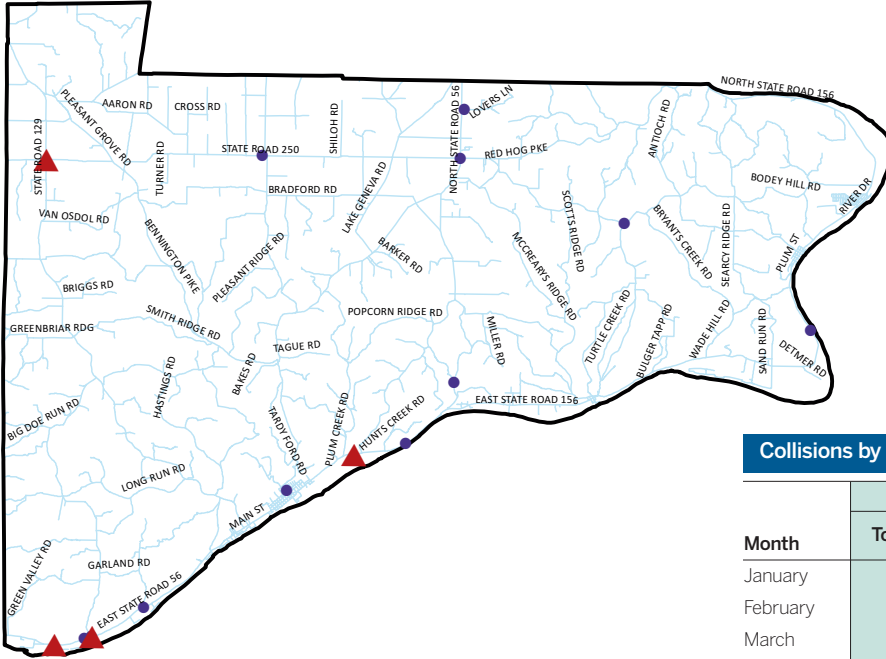 NORTH STATE ROAD 156
PLEASANT GROVE RD
AARON RD
CROSS RD
LOVERS LN
NORTH STATE ROAD 56
SHILOH RD
ANTIOCH RD
STATE ROAD 129
TURNER RD
STATE ROAD 250
RED HOG PKE
BRADFORD RD
LAKE GENEVA RD
BODEY HILL RD
RIVER DR
VAN OSDOL RD
BENNINGTON PIKE
PLEASANT RIDGE RD
BARKER RD
MCCREARYS RIDGE RD
SCOTTS RIDGE RD
BRYANTS CREEK RD
SEARCY RIDGE RD
PLUM ST
BRIGGS RD
GREENBRIAR RDG
SMITH RIDGE RD
POPCORN RIDGE RD
MILLER RD
TURTLE CREEK RD
BULGER TAPP RD
WADE HILL RD
SAND RUN RD
DETMER RD
TAGUE RD
BAKES RD
HASTINGS RD
BIG DOE RUN RD
TARDY FORD RD
PLUM CREEK RD
HUNTS CREEK RD
EAST STATE ROAD 156
LONG RUN RD
MAIN ST
GREEN VALLEY RD
GARLAND RD
EAST STATE ROAD 56
Collisions by
Month
January
February
March